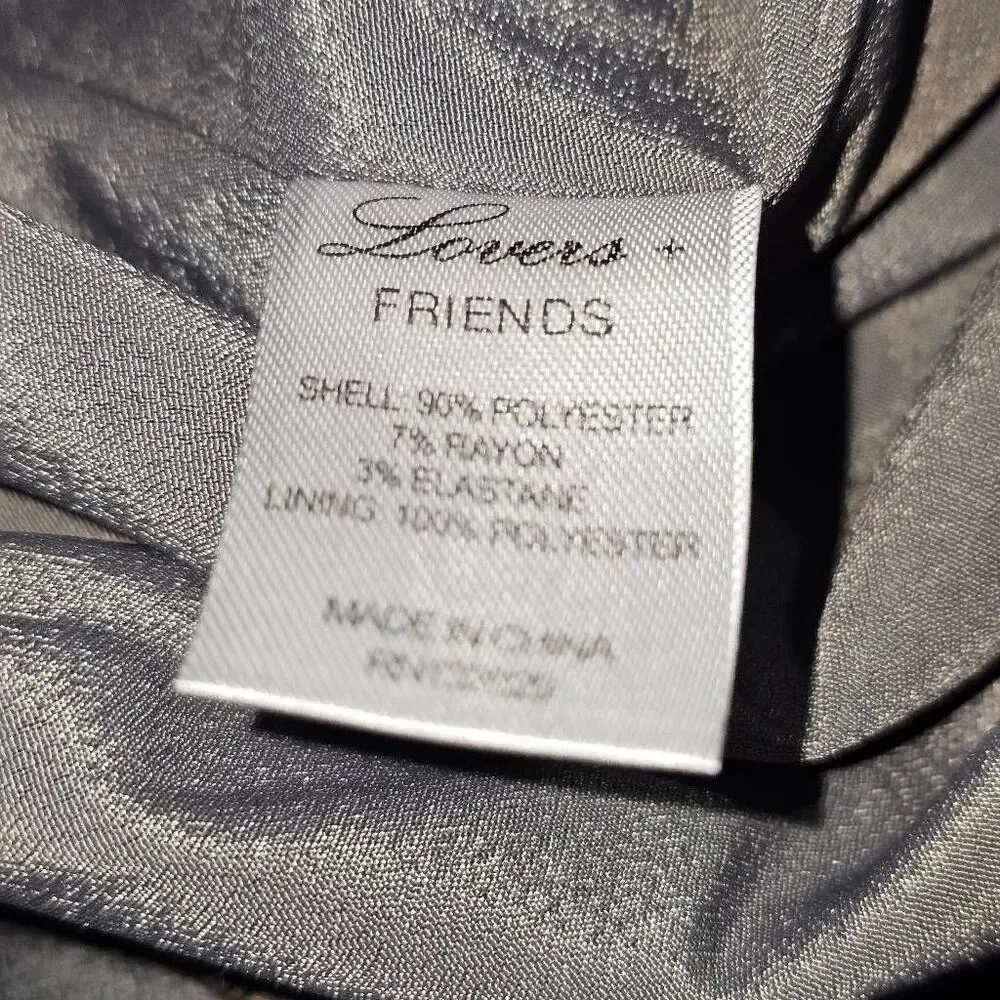 Lovers +
FRIENDS
SHELL: 90% POLYESTER
7% RAYON
3% ELASTANE
LINING: 100% POLYESTER
MADE IN CHINA